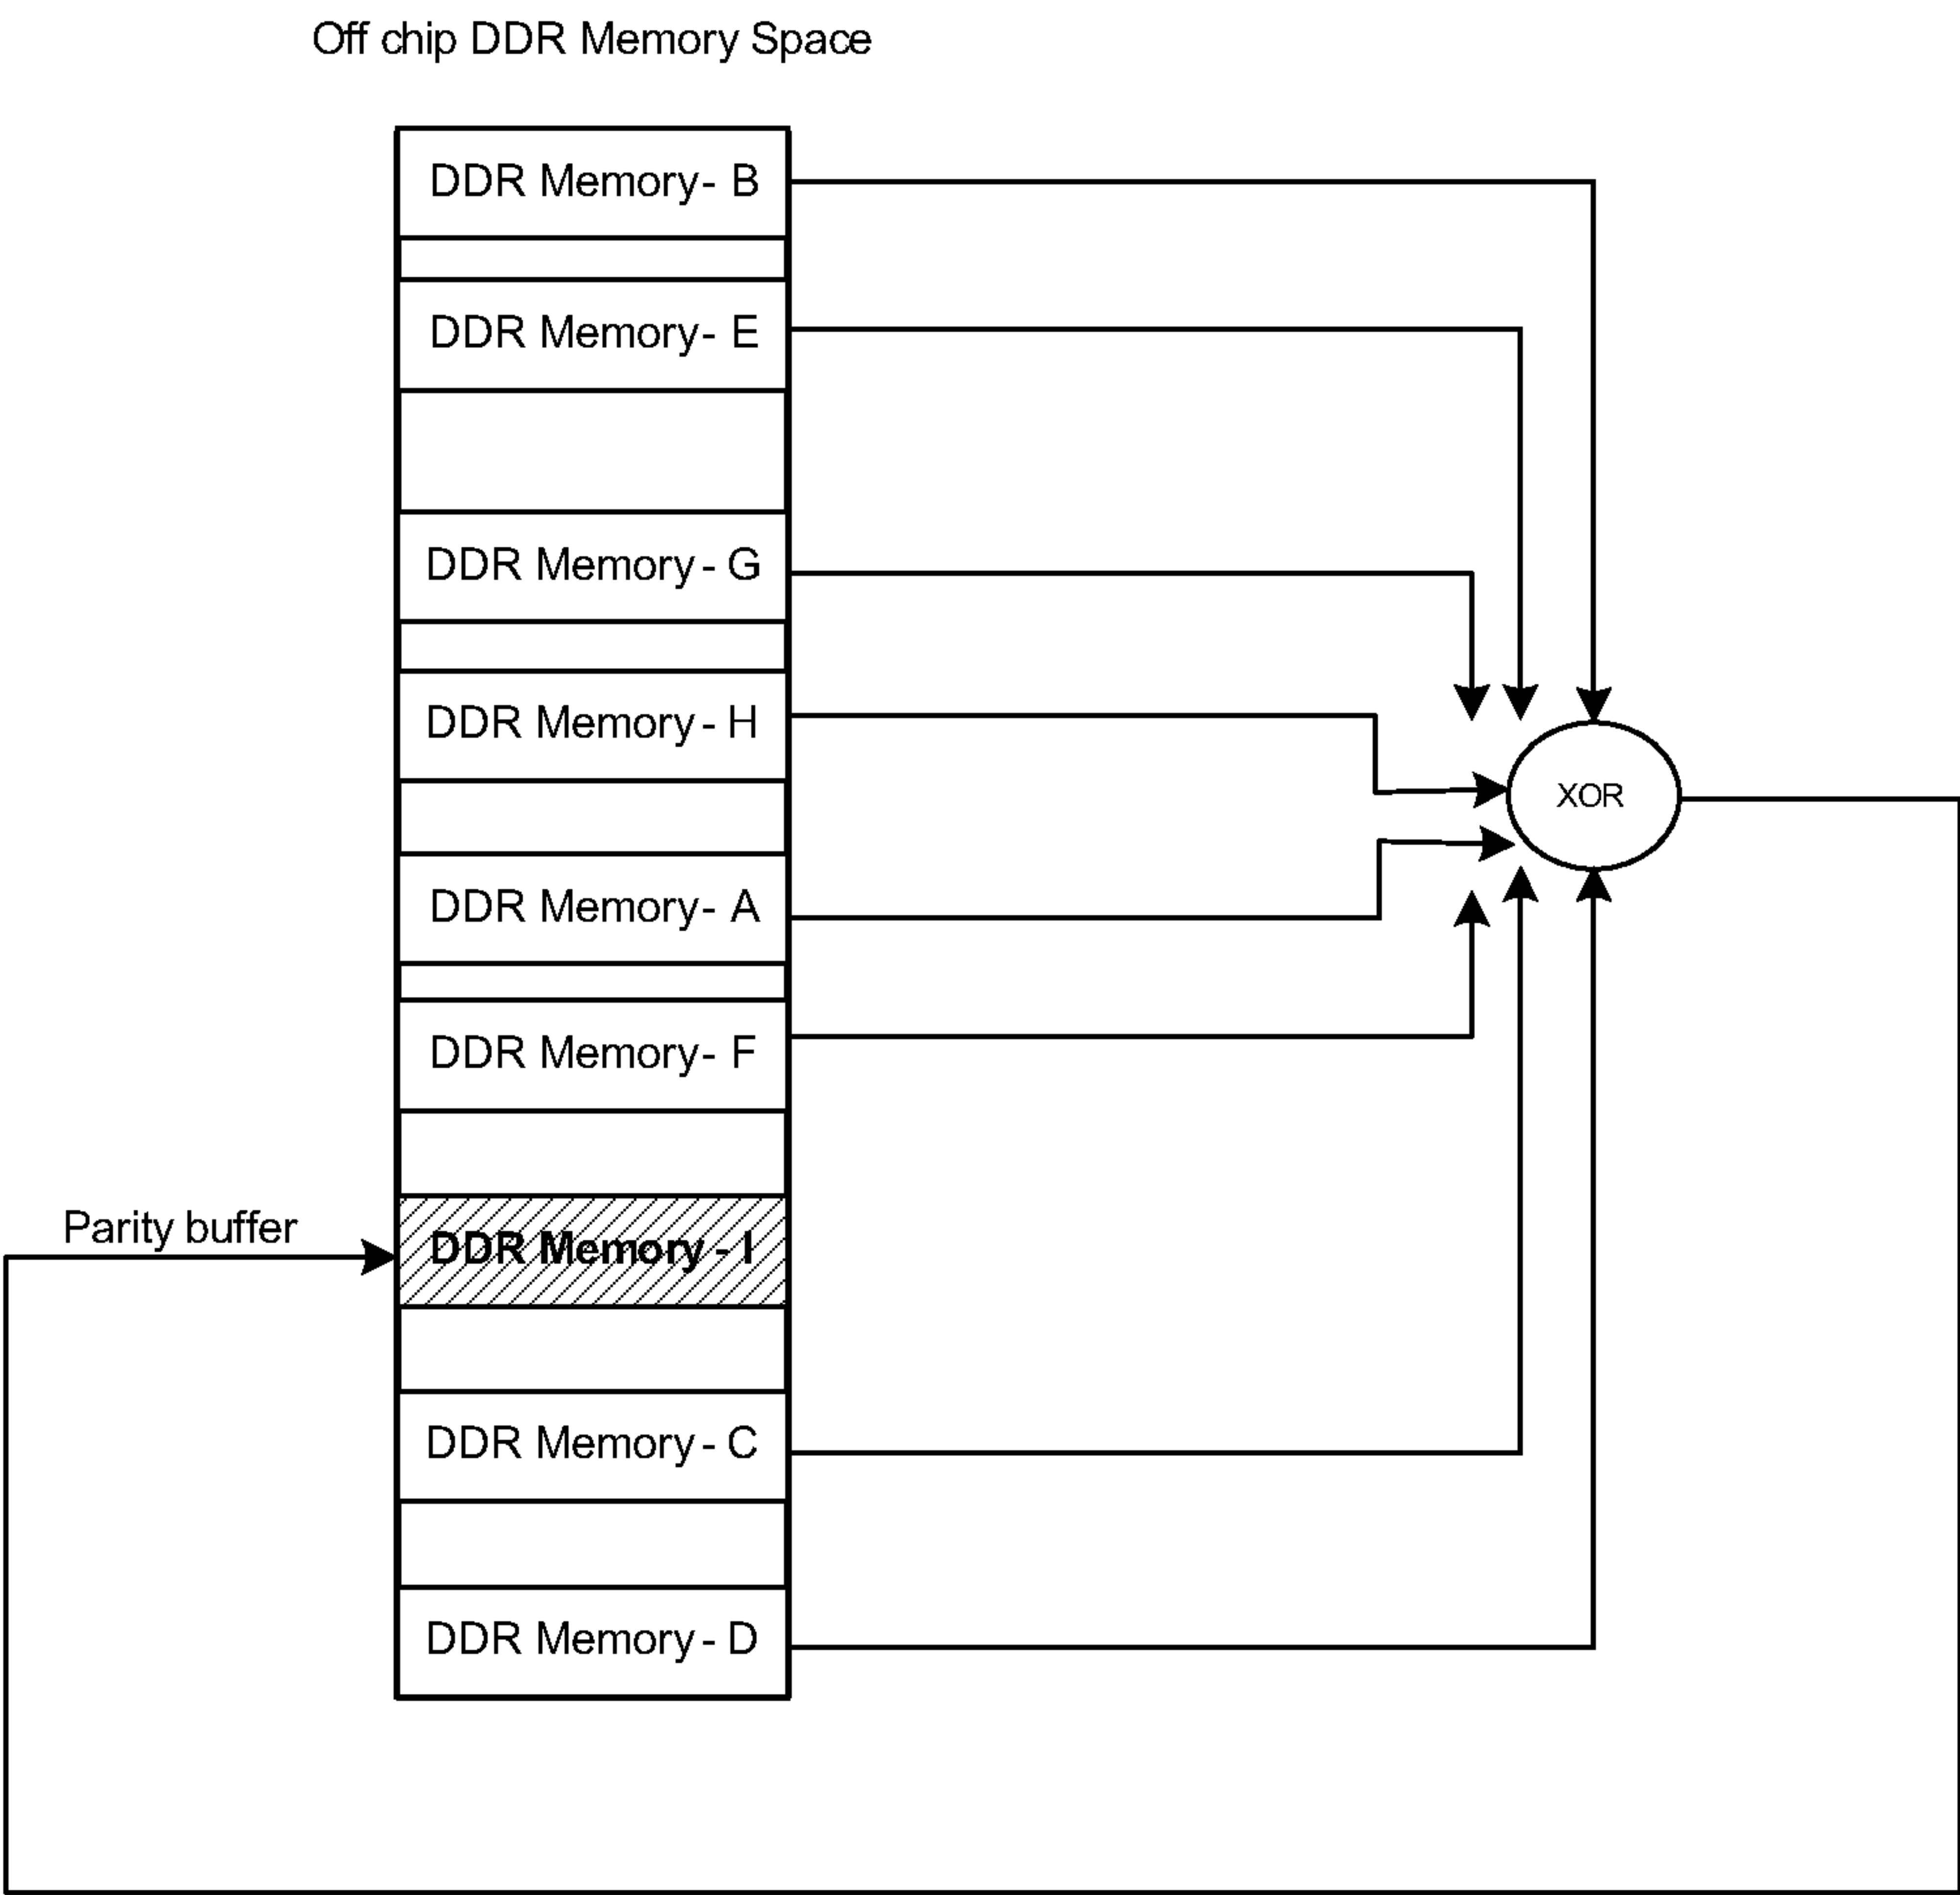 Off chip DDR Memory Space
DDR Memory - B
DDR Memory - E
DDR Memory - G
DDR Memory - H
XOR
DDR Memory - A
DDR Memory - F
Parity buffer
DDR Memory - I
DDR Memory - C
DDR Memory - D